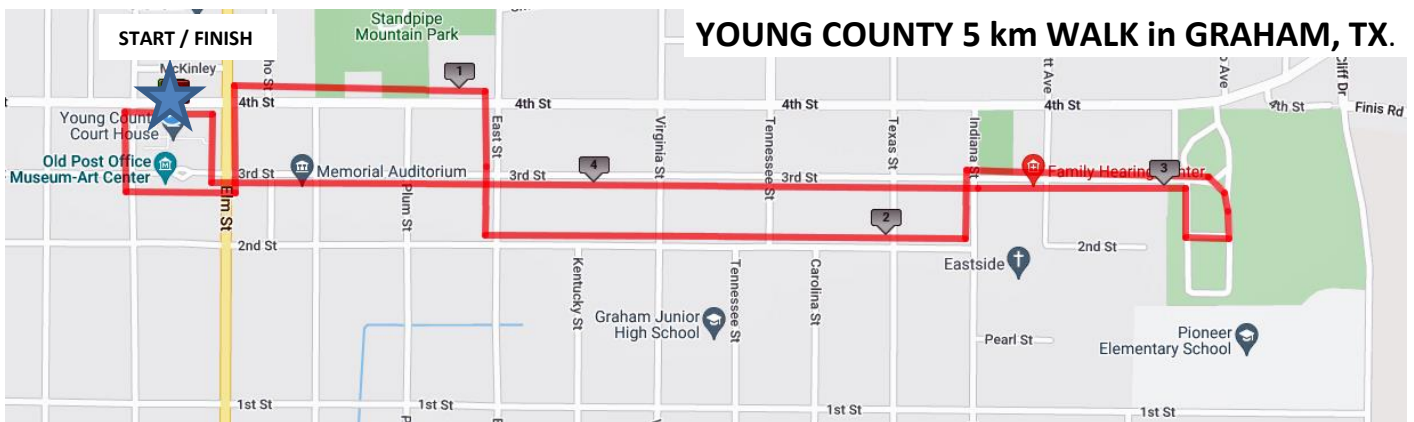 YOUNG COUNTY 5 km WALK in GRAHAM, TX.
START / FINISH
Standpipe
Mountain Park
McKinley
1
4th St
4th St
4th St
4th St
Finis Rd
Cliff Dr
Young
Court House
Old Post Office
Museum-Art Center
3rd St
Memorial Auditorium
4
3rd St
3rd St
3
Family Hearing
Elm St
East St
Virginia St
Tennessee St
Texas St
Indiana St
Plum St
2
2nd St
2nd St
Eastside
Kentucky St
Tennessee St
Carolina St
Graham Junior
High School
Pearl St
Pioneer
Elementary School
1st St
1st St
1st St
1st St